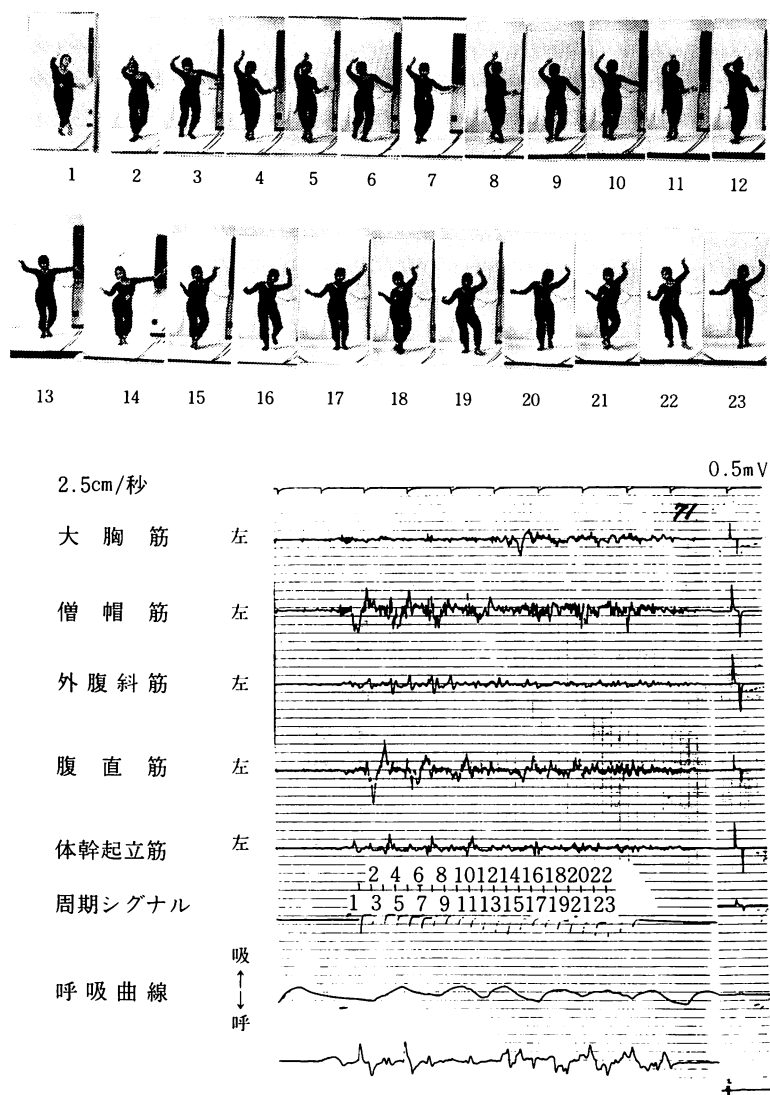 1 2 3 4 5 6 7 8 9 10 11 12
13 14 15 16 17 18 19 20 21 22 23
0.5mV
2.5cm/秒
71
大胸筋 左
僧帽筋 左
外腹斜筋 左
腹直筋 左
体幹起立筋 左
2 4 6 8 10 12 14 16 18 20 22
周期シグナル 1 3 5 7 9 11 13 15 17 19 21 23
吸
呼吸曲線
呼